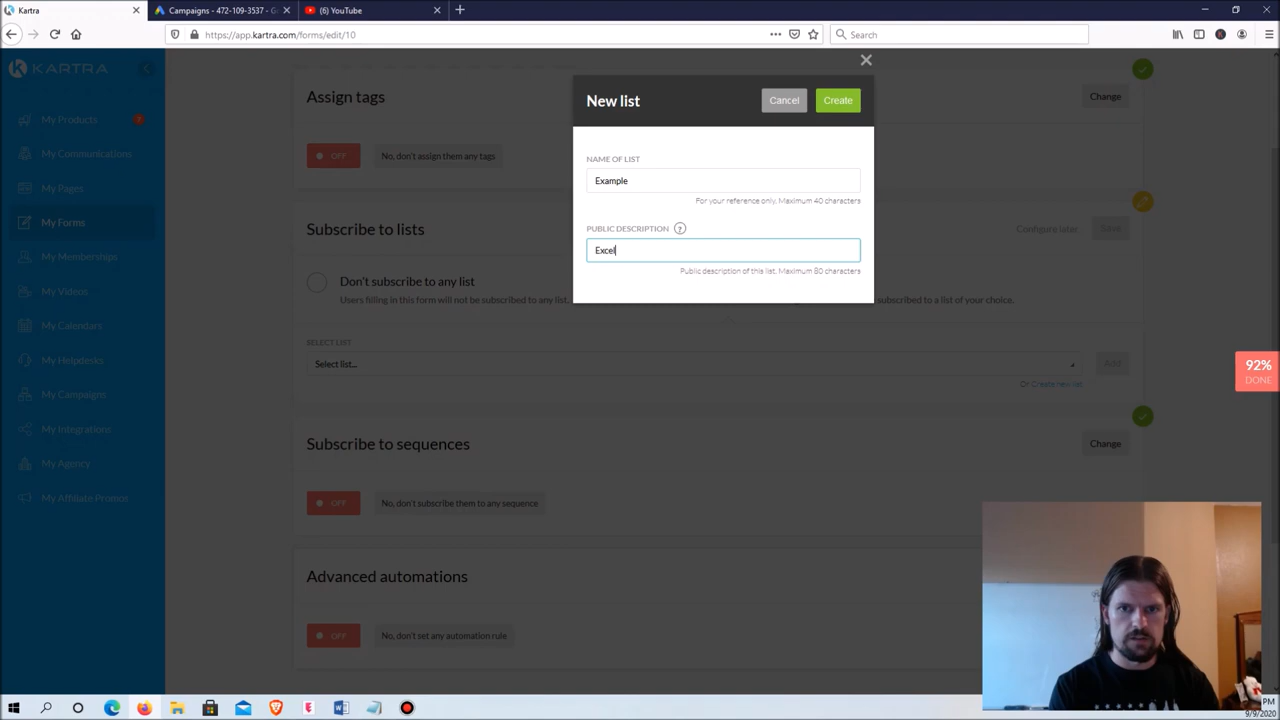 Kartra
Campaigns - 472-109-3537 - G
(6) YouTube
https://app.kartra.com/forms/edit/10
Search
KARTRA
My Products
My Communications
My Pages
My Forms
My Memberships
My Videos
My Calendars
My Helpdesks
My Campaigns
My Integrations
My Agency
My Affiliate Promos
Assign tags
Change
OFF
No, don't assign them any tags
New list
Cancel
Create
NAME OF LIST
Example
For your reference only. Maximum 40 characters
PUBLIC DESCRIPTION ?
Excel
Public description of this list. Maximum 80 characters
Subscribe to lists
Configure later
Save
Don't subscribe to any list
Users filling in this form will not be subscribed to any list.
subscribed to a list of your choice.
SELECT LIST
Select list...
Add
Or Create new list
92%
DONE
Subscribe to sequences
Change
OFF
No, don't subscribe them to any sequence
Advanced automations
OFF
No, don't set any automation rule
PM
9/9/2020